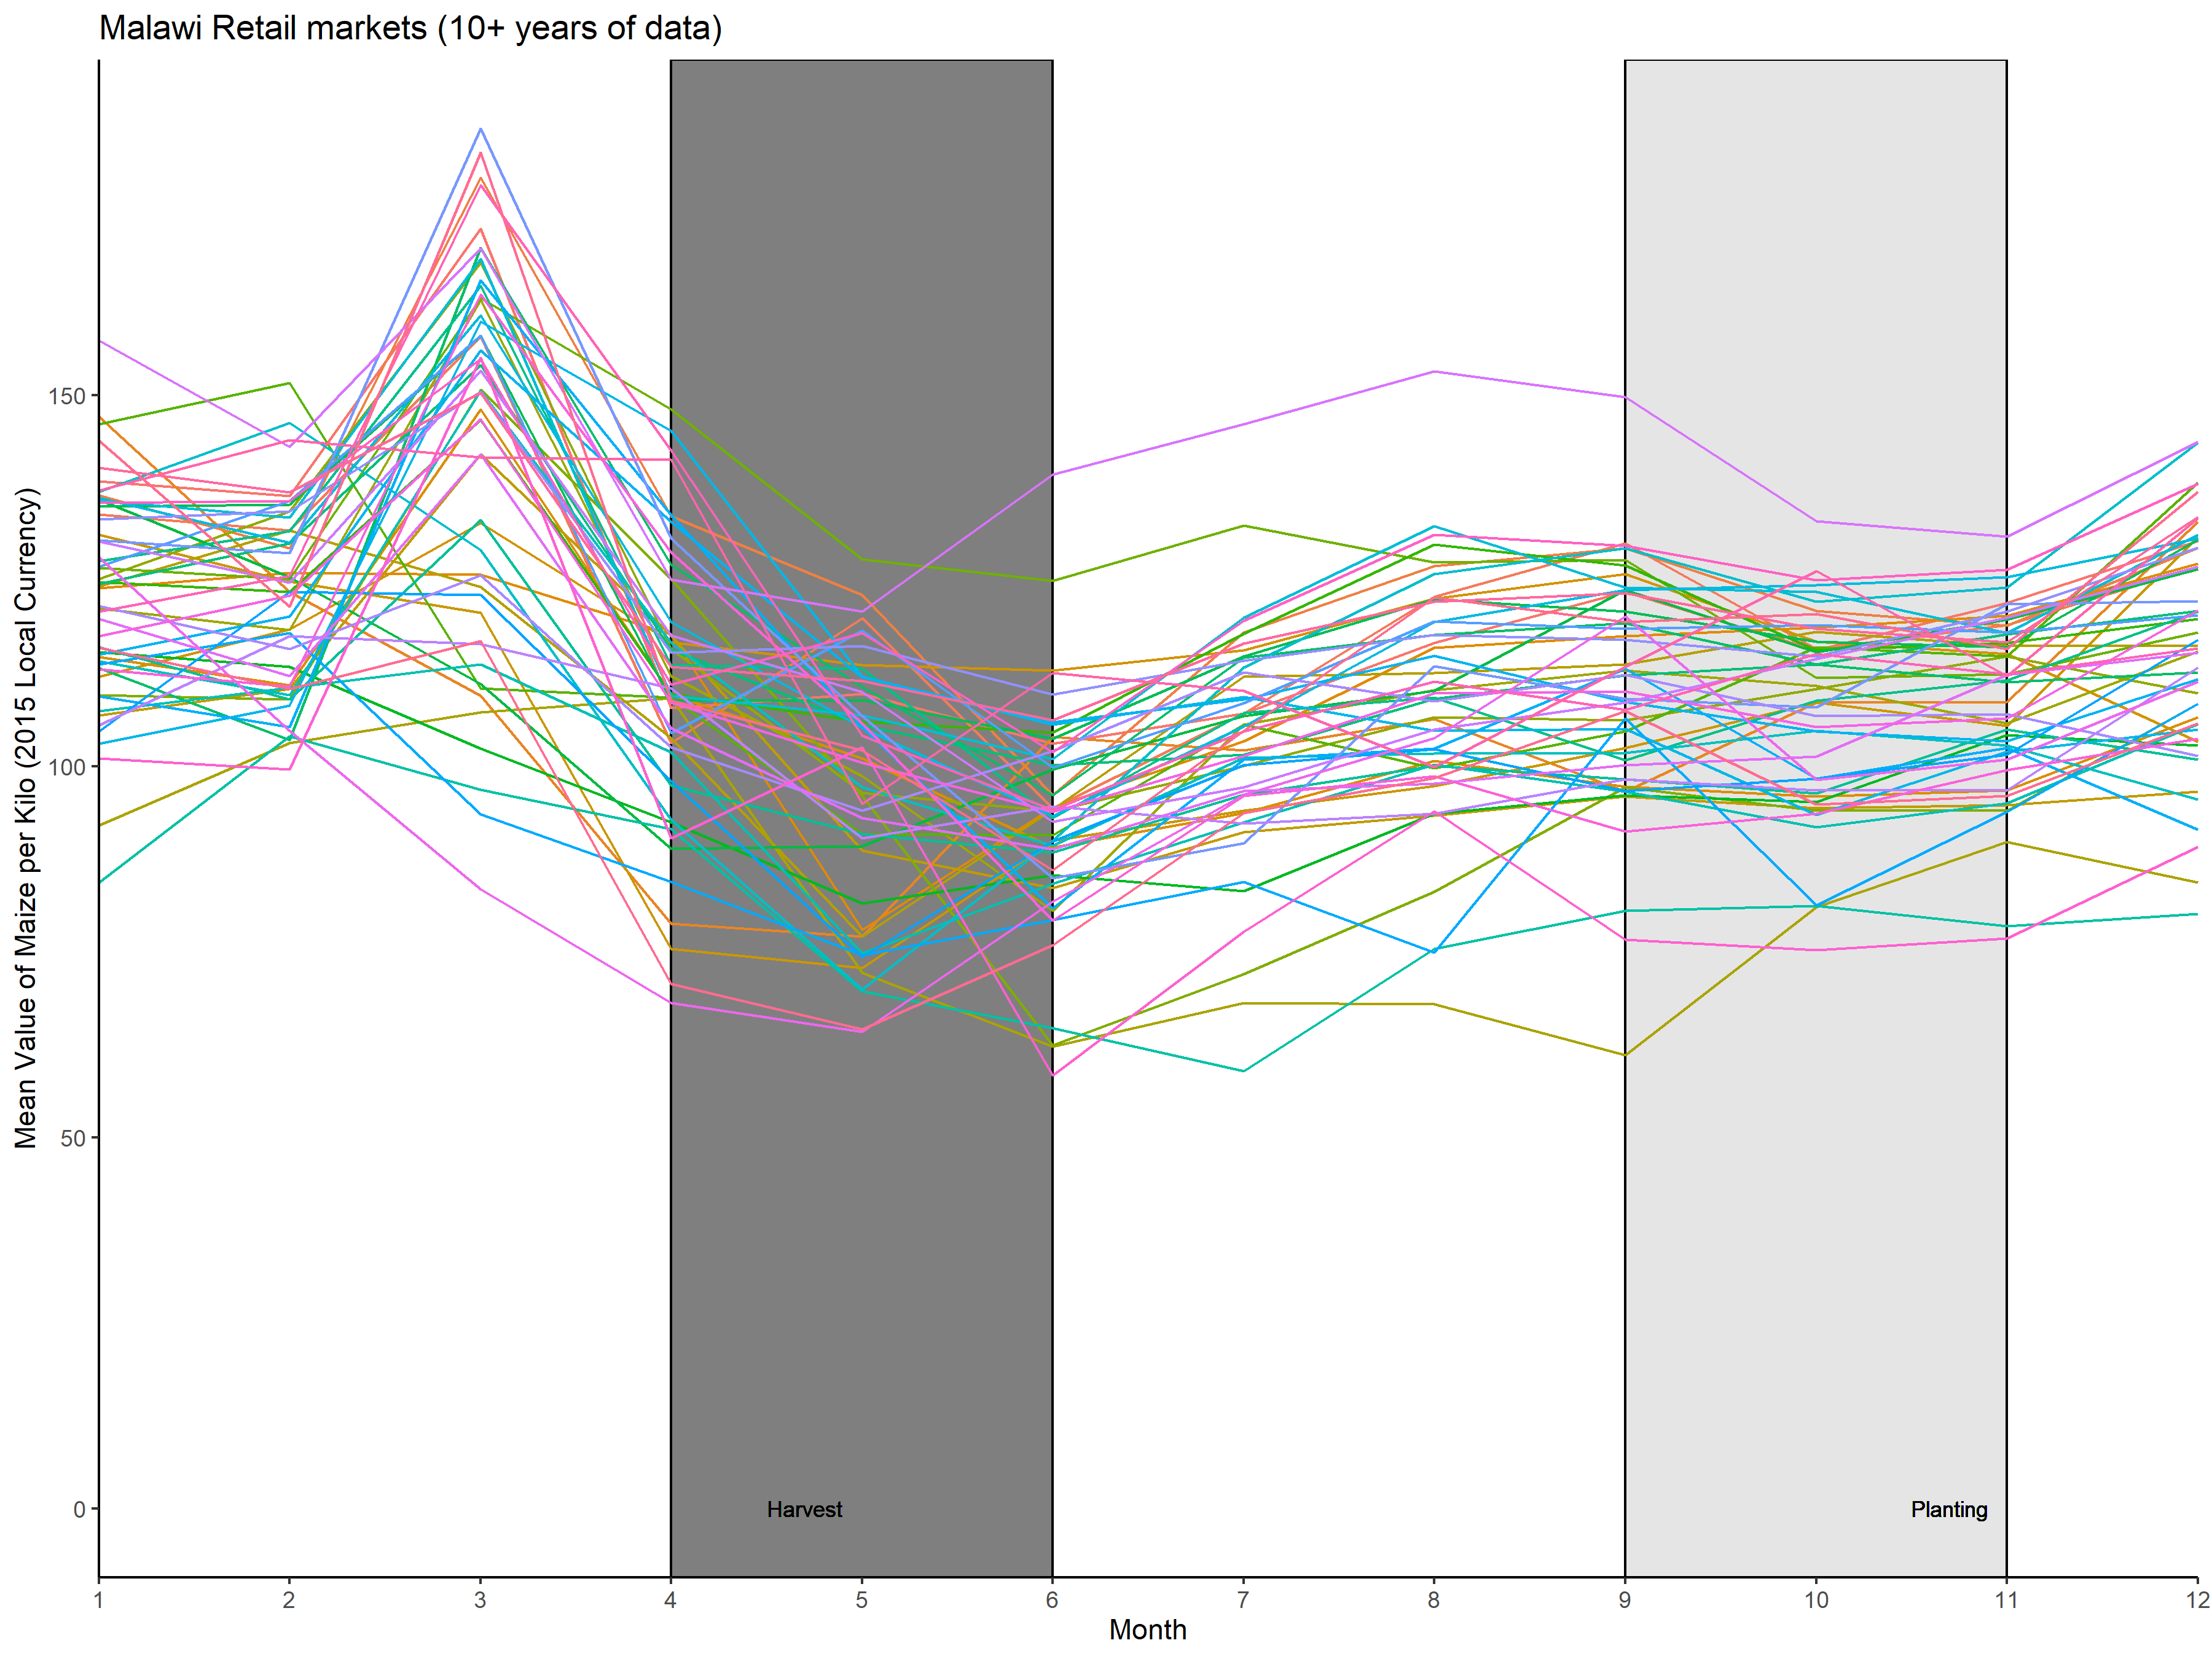 Malawi Retail markets (10+ years of data)
Mean Value of Maize per Kilo (2015 Local Currency)
150
100
50
0
Harvest
Planting
1 2 3 4 5 6 7 8 9 10 11 12
Month